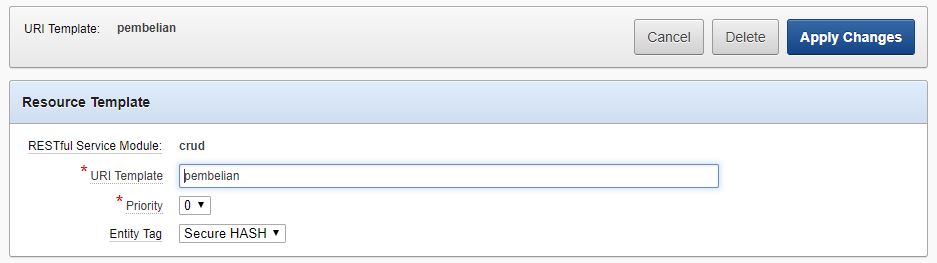 URI Template: pembelian
Cancel Delete Apply Changes
Resource Template
RESTful Service Module: crud
* URI Template pembelian
* Priority 0
Entity Tag Secure HASH